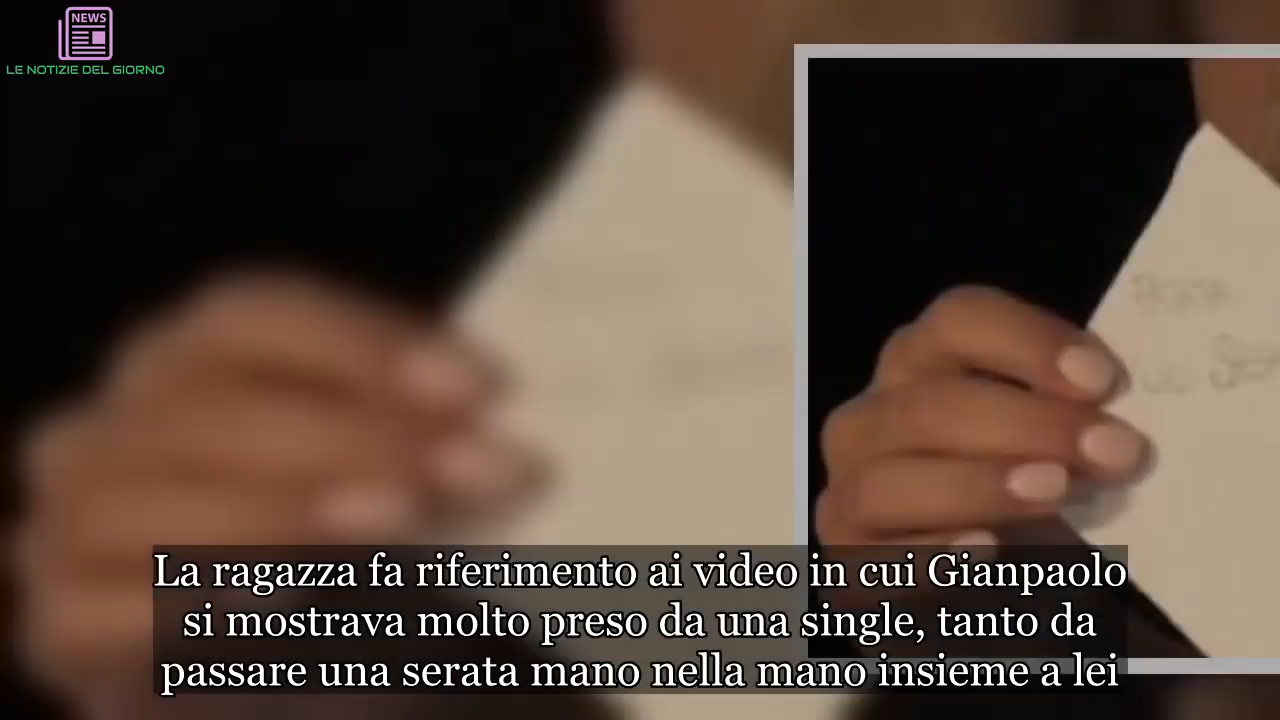 NEWS
LE NOTIZIE DEL GIORNO
La ragazza fa riferimento ai video in cui Gianpaolo
si mostrava molto preso da una single, tanto da
passare una serata mano nella mano insieme a lei